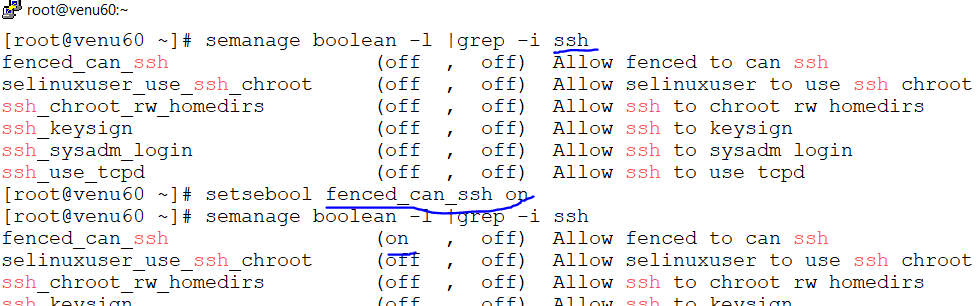 root@venu60:~
[root@venu60 ~]# semanage boolean -l |grep -i ssh
fenced_can_ssh (off , off) Allow fenced to can ssh
selinuxuser_use_ssh_chroot (off , off) Allow selinuxuser to use ssh chroot
ssh_chroot_rw_homedirs (off , off) Allow ssh to chroot rw homedirs
ssh_keysign (off , off) Allow ssh to keysign
ssh_sysadm_login (off , off) Allow ssh to sysadm login
ssh_use_tcpd (off , off) Allow ssh to use tcpd
[root@venu60 ~]# setsebool fenced_can_ssh on
[root@venu60 ~]# semanage boolean -l |grep -i ssh
fenced_can_ssh (on , off) Allow fenced to can ssh
selinuxuser_use_ssh_chroot (off , off) Allow selinuxuser to use ssh chroot
ssh_chroot_rw_homedirs (off , off) Allow ssh to chroot rw homedirs
ssh_keysign (off , off) Allow ssh to keysign